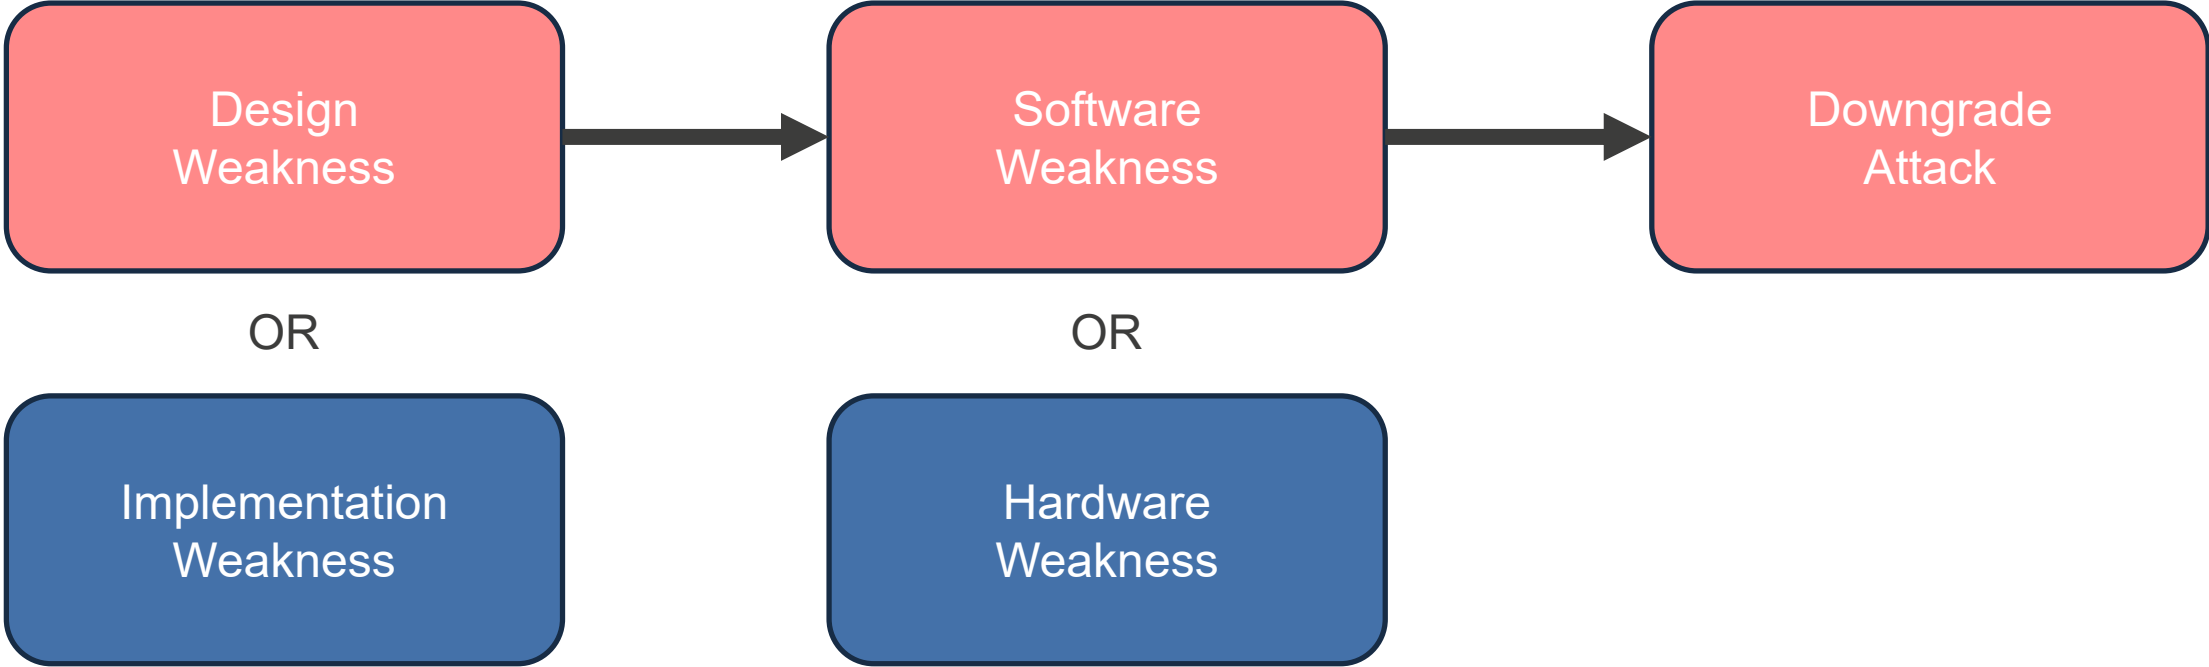 Design
Weakness
Software
Weakness
Downgrade
Attack
OR
OR
Implementation
Weakness
Hardware
Weakness